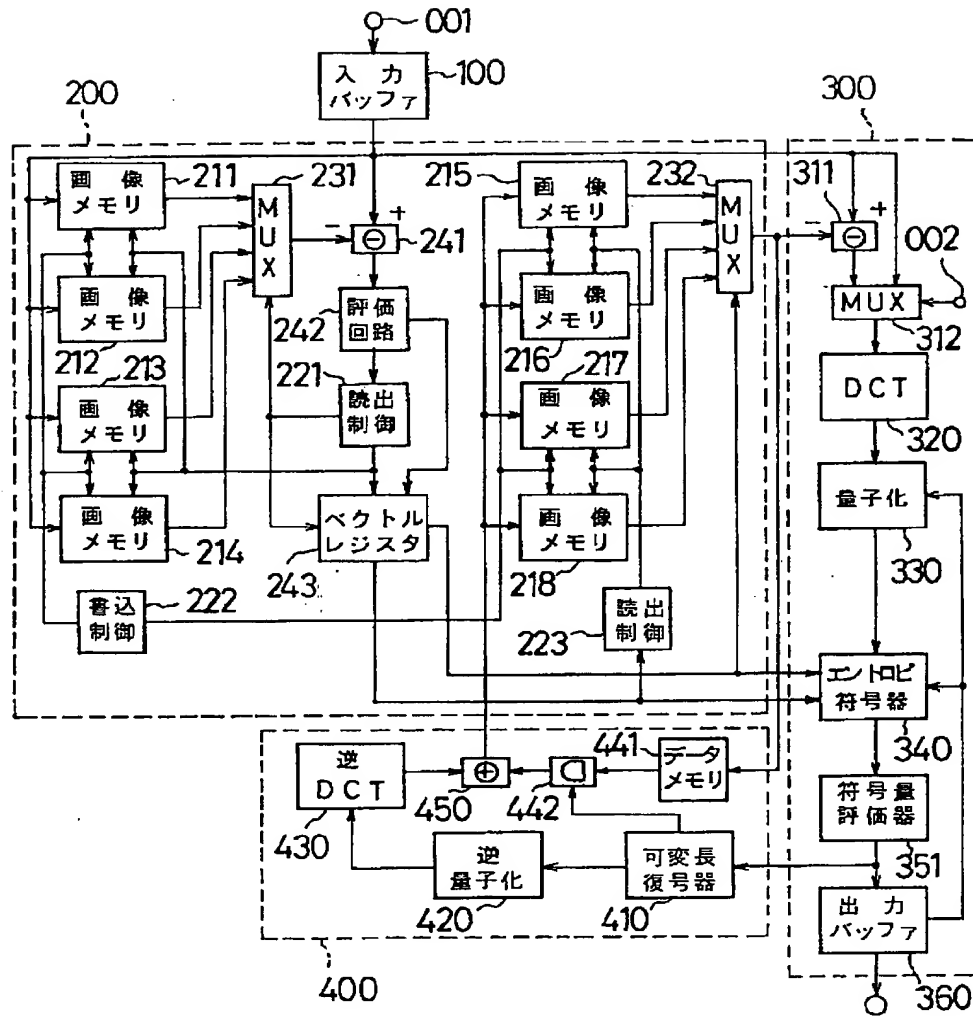 001
入力
バッファ
100
200
300
画像
メモリ
211
231
MUX
215
画像
メモリ
232
MUX
311
+
-
241
+
-
002
画像
メモリ
212
評価
回路
242
画像
メモリ
216
MUX
312
213
221
217
画像
メモリ
読出
制御
画像
メモリ
DCT
320
画像
メモリ
214
ベクトル
レジスタ
243
画像
メモリ
218
量子化
330
書込
制御
222
読出
制御
223
エントロピ
符号器
340
逆
DCT
430
450
442
441
データ
メモリ
符号量
評価器
351
逆
量子化
420
可変長
復号器
410
出力
バッファ
360
400